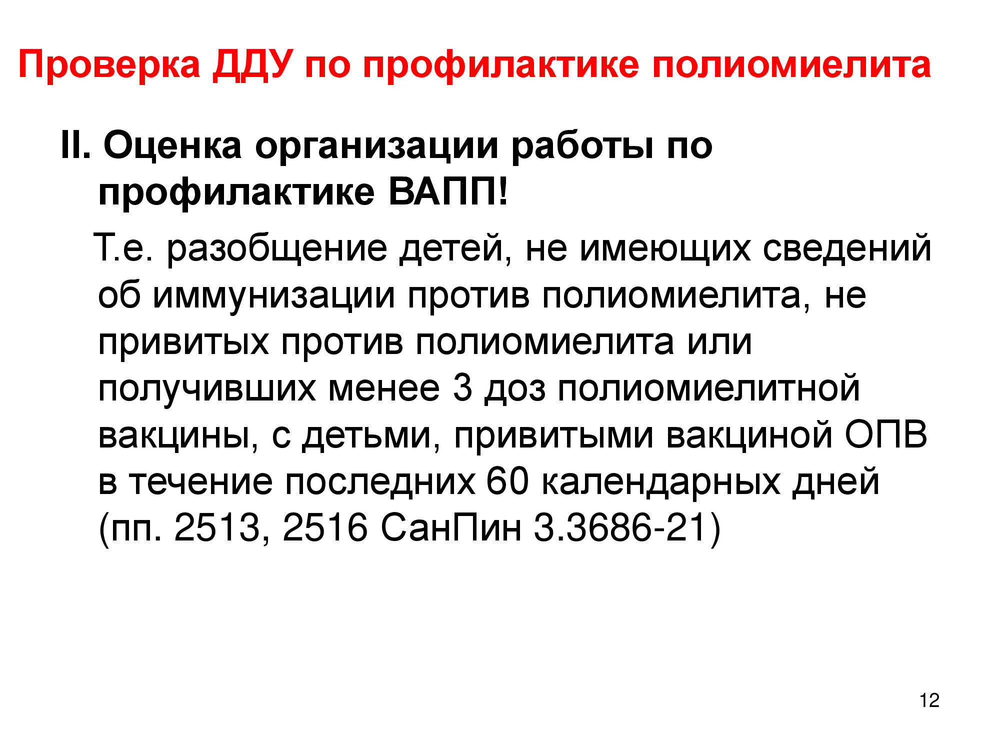 Проверка ДДУ по профилактике полиомиелита
II. Оценка организации работы по
профилактике ВАПП!
Т.е. разобщение детей, не имеющих сведений
об иммунизации против полиомиелита, не
привитых против полиомиелита или
получивших менее 3 доз полиомиелитной
вакцины, с детьми, привитыми вакциной ОПВ
в течение последних 60 календарных дней
(пп. 2513, 2516 СанПин 3.3686-21)
12